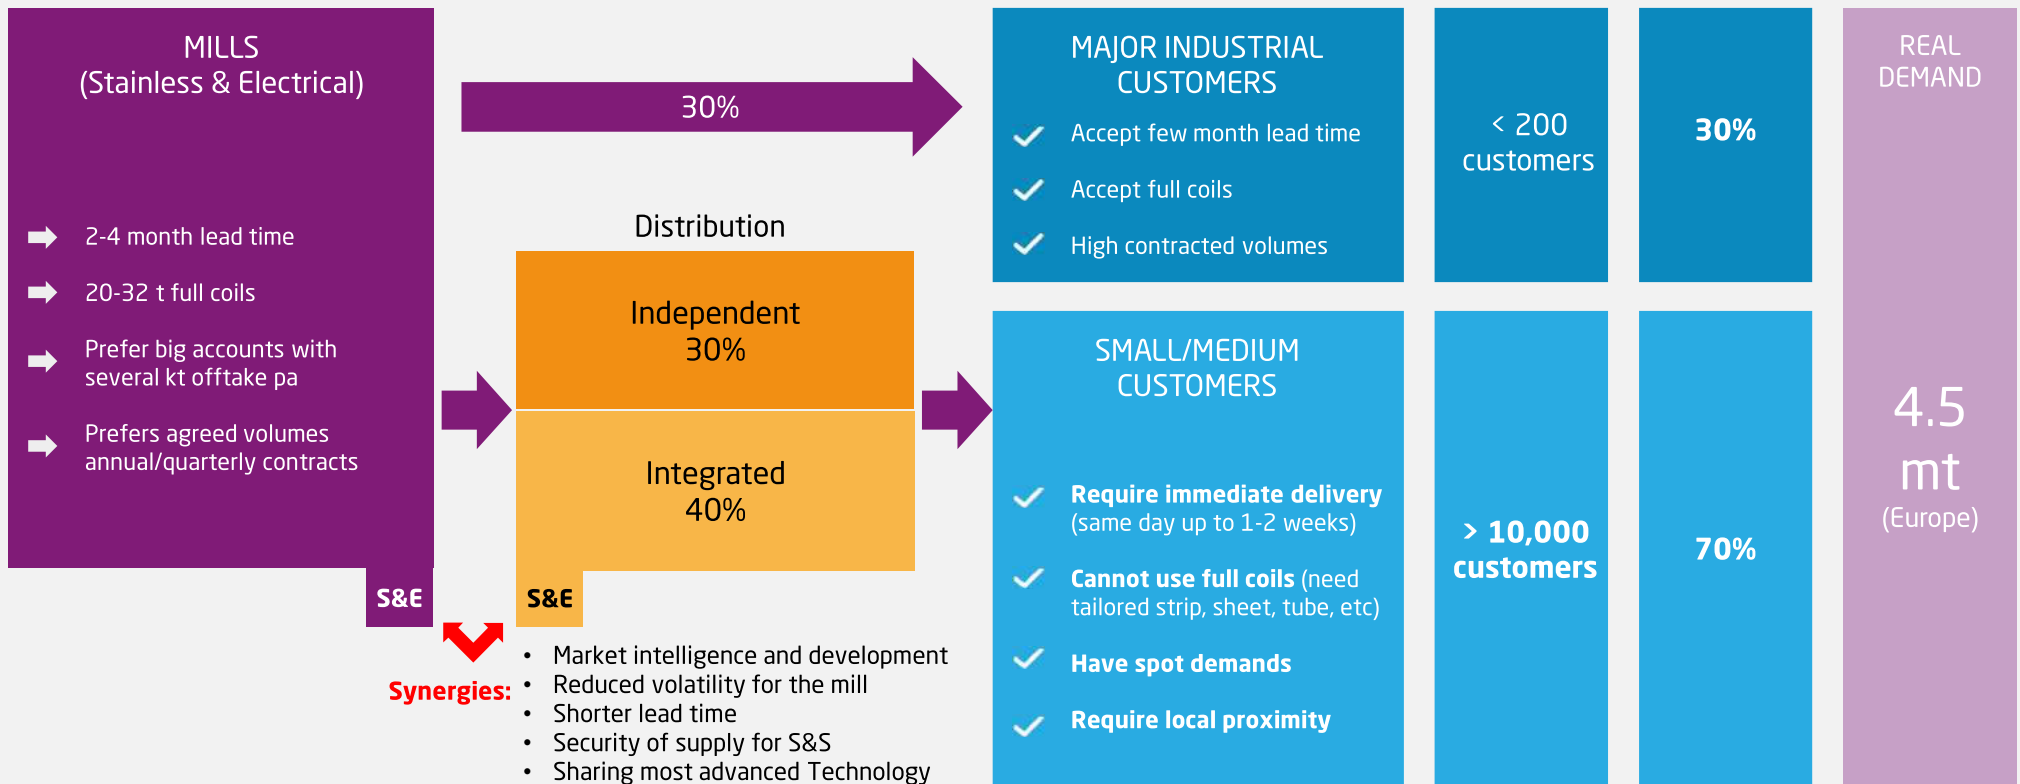 MILLS
(Stainless & Electrical)
2-4 month lead time
20-32 t full coils
Prefer big accounts with
several kt offtake pa
Prefers agreed volumes
annual/quarterly contracts
S&E
30%
Distribution
Independent
30%
Integrated
40%
S&E
Synergies:
• Market intelligence and development
• Reduced volatility for the mill
• Shorter lead time
• Security of supply for S&S
• Sharing most advanced Technology
MAJOR INDUSTRIAL
CUSTOMERS
Accept few month lead time
Accept full coils
High contracted volumes
< 200
customers
30%
SMALL/MEDIUM
CUSTOMERS
Require immediate delivery
(same day up to 1-2 weeks)
Cannot use full coils (need
tailored strip, sheet, tube, etc)
Have spot demands
Require local proximity
> 10,000
customers
70%
REAL
DEMAND
4.5
mt
(Europe)